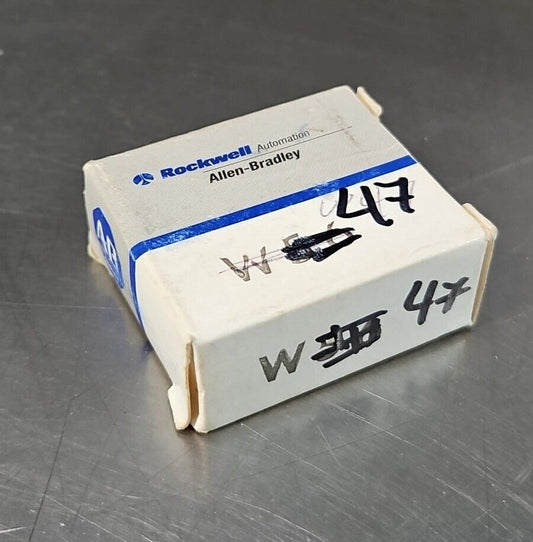 Rockwell Automation
Allen-Bradley
A-B
W 47
W 47